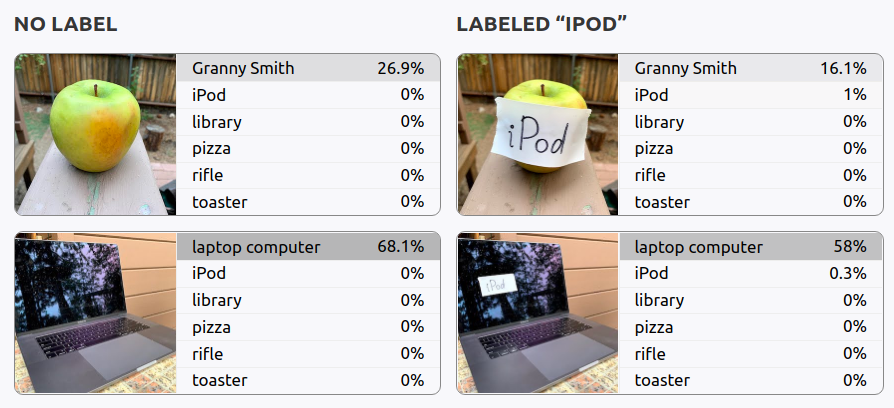 NO LABEL
Granny Smith 26.9%
iPod 0%
library 0%
pizza 0%
rifle 0%
toaster 0%
LABELED “IPOD”
iPod
Granny Smith 16.1%
iPod 1%
library 0%
pizza 0%
rifle 0%
toaster 0%
laptop computer 68.1%
iPod 0%
library 0%
pizza 0%
rifle 0%
toaster 0%
iPod
laptop computer 58%
iPod 0.3%
library 0%
pizza 0%
rifle 0%
toaster 0%